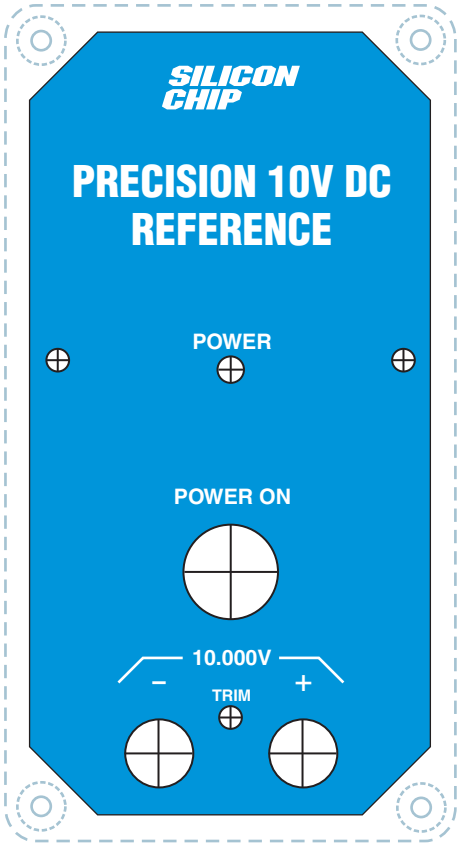 SILICON
CHIP
PRECISION 10V DC
REFERENCE
POWER
POWER ON
10.000V
– +
TRIM